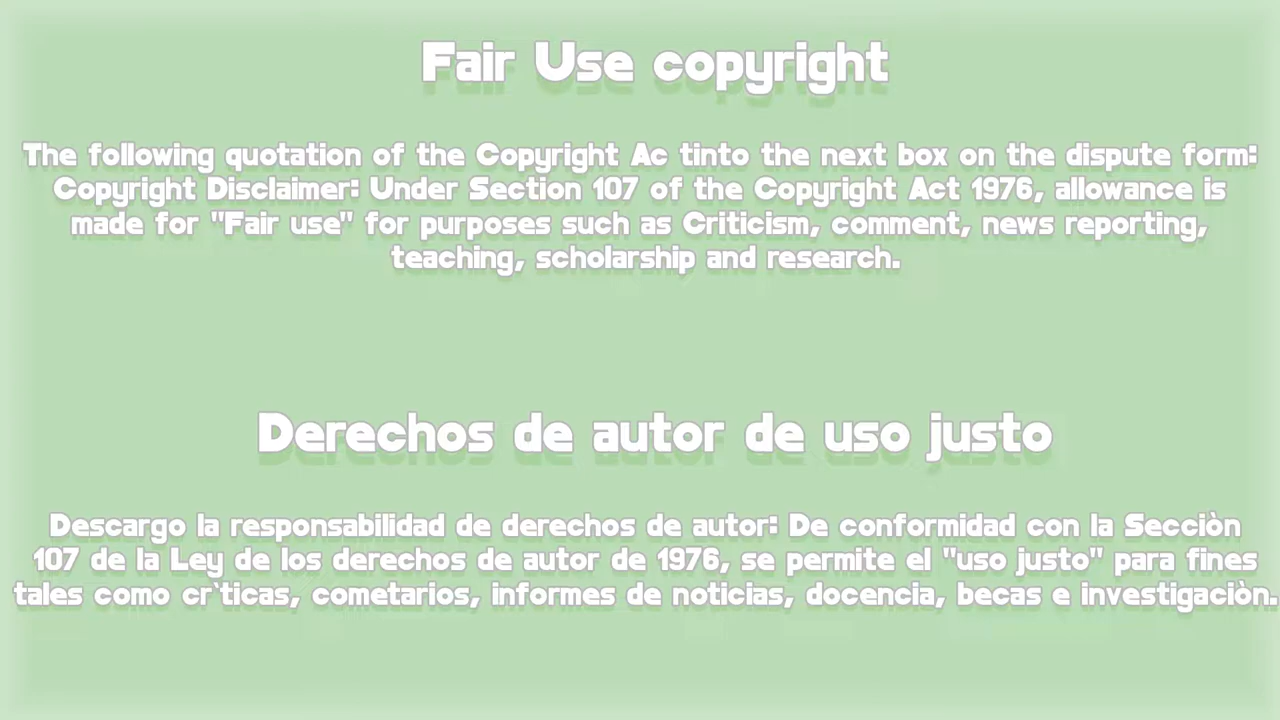 Fair Use copyright
The following quotation of the Copyright Ac tinto the next box on the dispute form:
Copyright Disclaimer: Under Section 107 of the Copyright Act 1976, allowance is
made for "Fair use" for purposes such as Criticism, comment, news reporting,
teaching, scholarship and research.
Derechos de autor de uso justo
Descargo la responsabilidad de derechos de autor: De conformidad con la Secciòn
107 de la Ley de los derechos de autor de 1976, se permite el "uso justo" para fines
tales como cr`ticas, cometarios, informes de noticias, docencia, becas e investigaciòn.